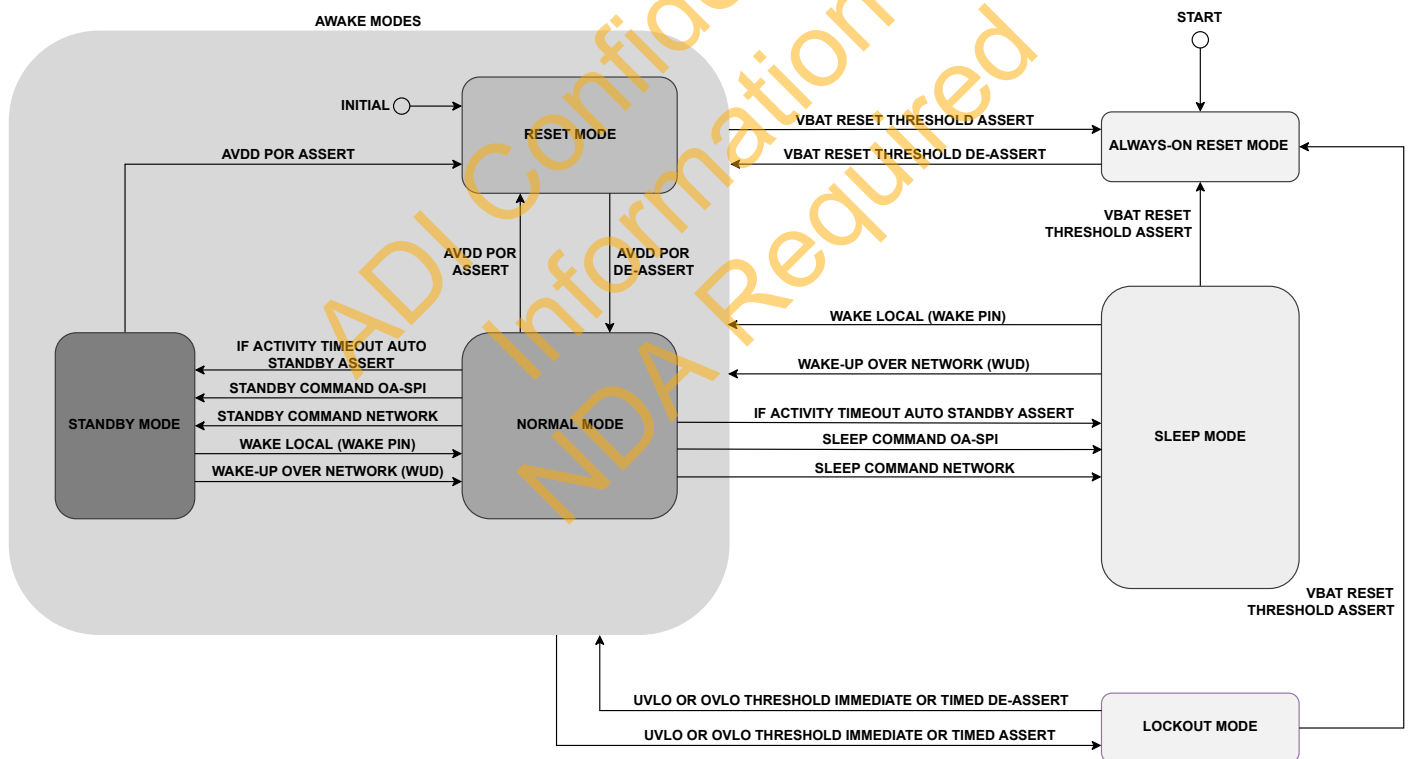 AWAKE MODES
START
INITIAL
RESET MODE
AVDD POR ASSERT
VBAT RESET THRESHOLD ASSERT
VBAT RESET THRESHOLD DE-ASSERT
ALWAYS-ON RESET MODE
VBAT RESET
THRESHOLD ASSERT
AVDD POR
ASSERT
AVDD POR
DE-ASSERT
WAKE LOCAL (WAKE PIN)
WAKE-UP OVER NETWORK (WUD)
IF ACTIVITY TIMEOUT AUTO
STANDBY ASSERT
STANDBY COMMAND OA-SPI
STANDBY COMMAND NETWORK
WAKE LOCAL (WAKE PIN)
WAKE-UP OVER NETWORK (WUD)
STANDBY MODE
NORMAL MODE
IF ACTIVITY TIMEOUT AUTO STANDBY ASSERT
SLEEP COMMAND OA-SPI
SLEEP COMMAND NETWORK
SLEEP MODE
VBAT RESET
THRESHOLD ASSERT
UVLO OR OVLO THRESHOLD IMMEDIATE OR TIMED DE-ASSERT
UVLO OR OVLO THRESHOLD IMMEDIATE OR TIMED ASSERT
LOCKOUT MODE
ADI
Information
NDA Required